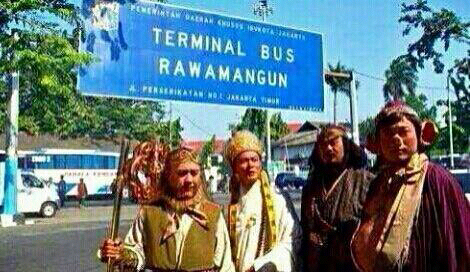 PEMERINTAH DAERAH KHUSUS IBUKOTA JAKARTA
TERMINAL BUS
RAWAMANGUN
JL. PERSERIKATAN NO.1 JAKARTA TIMUR